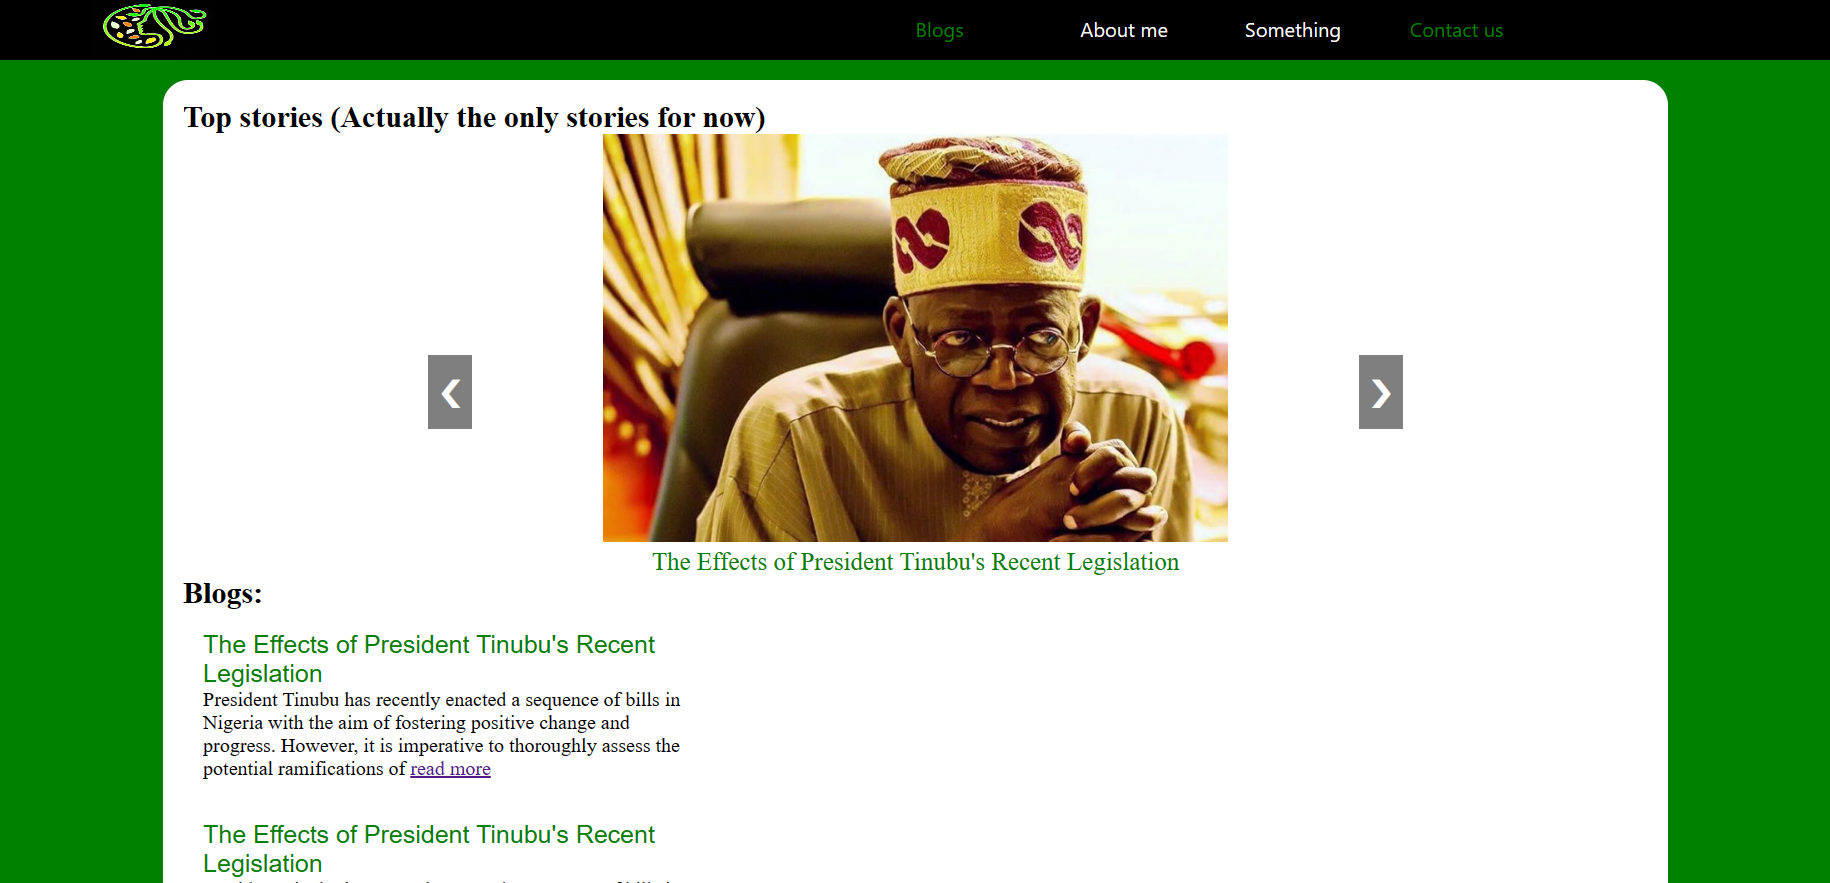 Blogs About me Something Contact us
Top stories (Actually the only stories for now)
❮ ❯
The Effects of President Tinubu's Recent Legislation
Blogs:
The Effects of President Tinubu's Recent
Legislation
President Tinubu has recently enacted a sequence of bills in
Nigeria with the aim of fostering positive change and
progress. However, it is imperative to thoroughly assess the
potential ramifications of read more
The Effects of President Tinubu's Recent
Legislation